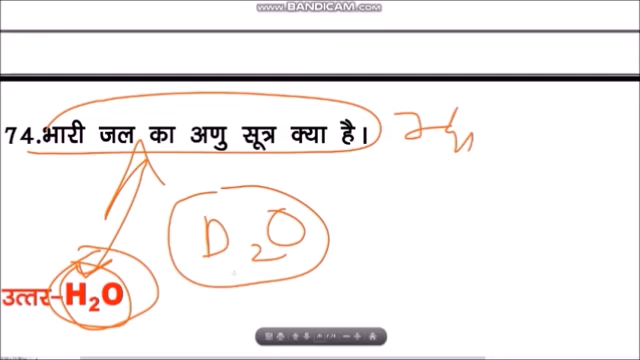 www.BANDICAM.com
74.भारी जल का अणु सूत्र क्या है।
D₂O
उत्तर-H₂O